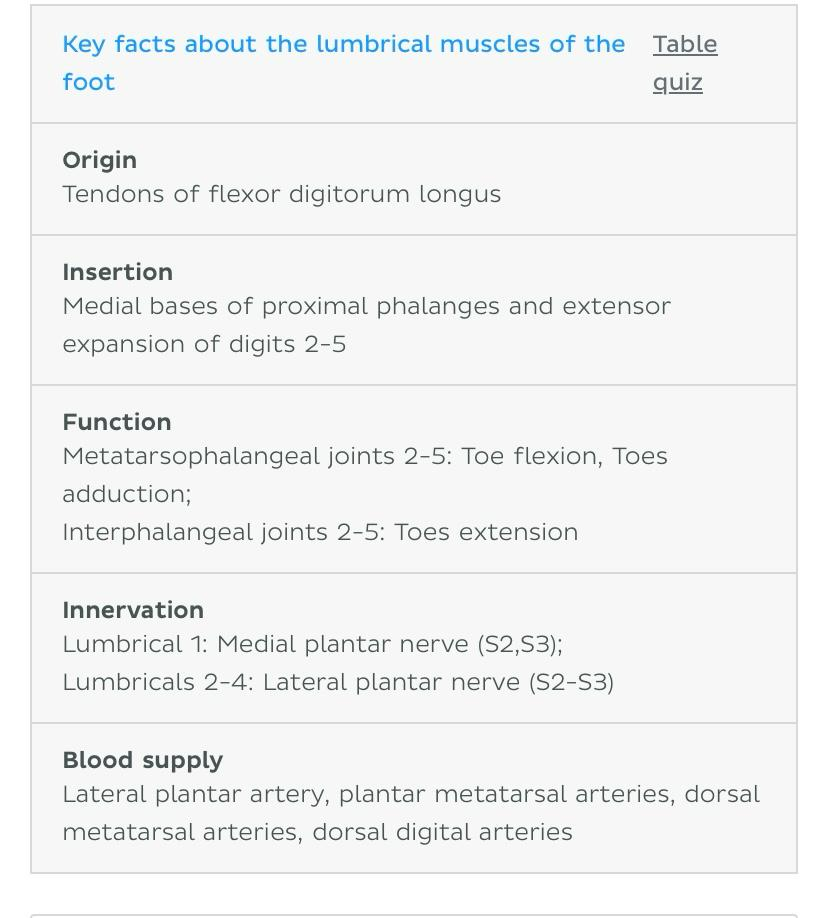 Key facts about the lumbrical muscles of the
foot
Table
quiz
Origin
Tendons of flexor digitorum longus
Insertion
Medial bases of proximal phalanges and extensor
expansion of digits 2-5
Function
Metatarsophalangeal joints 2-5: Toe flexion, Toes
adduction;
Interphalangeal joints 2-5: Toes extension
Innervation
Lumbrical 1: Medial plantar nerve (S2,S3);
Lumbricals 2-4: Lateral plantar nerve (S2-S3)
Blood supply
Lateral plantar artery, plantar metatarsal arteries, dorsal
metatarsal arteries, dorsal digital arteries